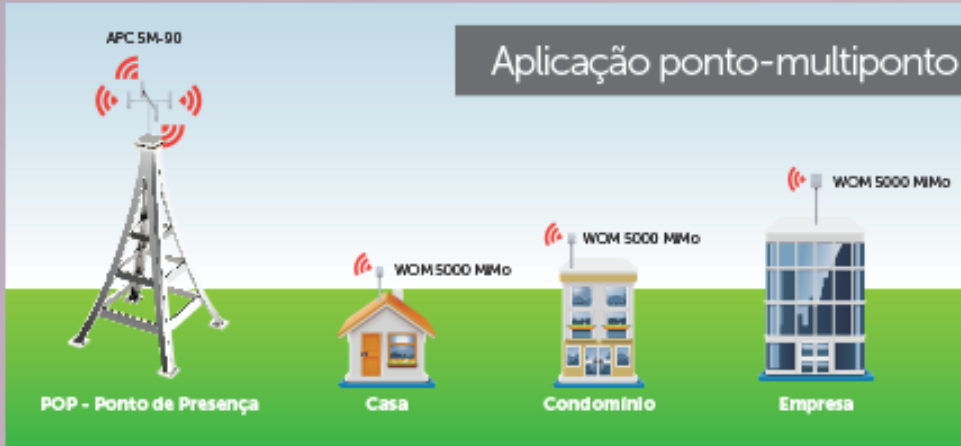 APC 5M-90
Aplicação ponto-multiponto
WOM 5000 MiMo
WOM 5000 MiMo
WOM 5000 MiMo
POP - Ponto de Presença
Casa
Condomínio
Empresa